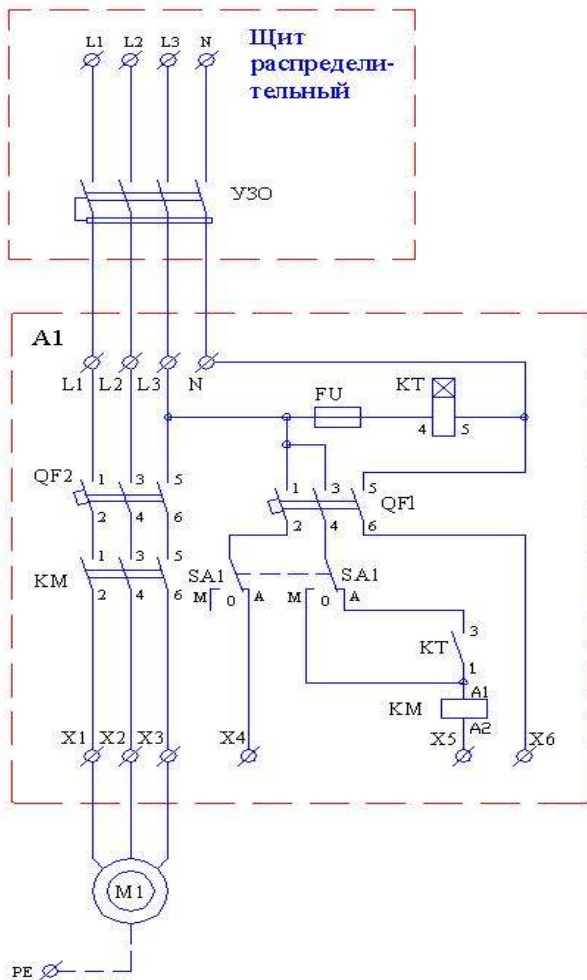 L1 L2 L3 N
Щит
распредели-
тельный
УЗО
A1
L1 L2 L3 N
FU KT
4 5
QF2 1 3 5
2 4 6
1 3 5
2 4 6
QF1
KM 1 3 5
2 4 6
SA1 SA1
M 0 A M 0 A
KT 3
1
KM A1
A2
X1 X2 X3 X4 X5 X6
M1
PE